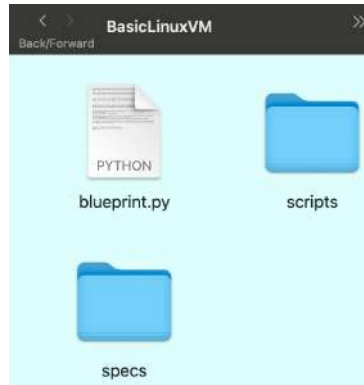 BasicLinuxVM
Back/Forward
PYTHON
blueprint.py
scripts
specs